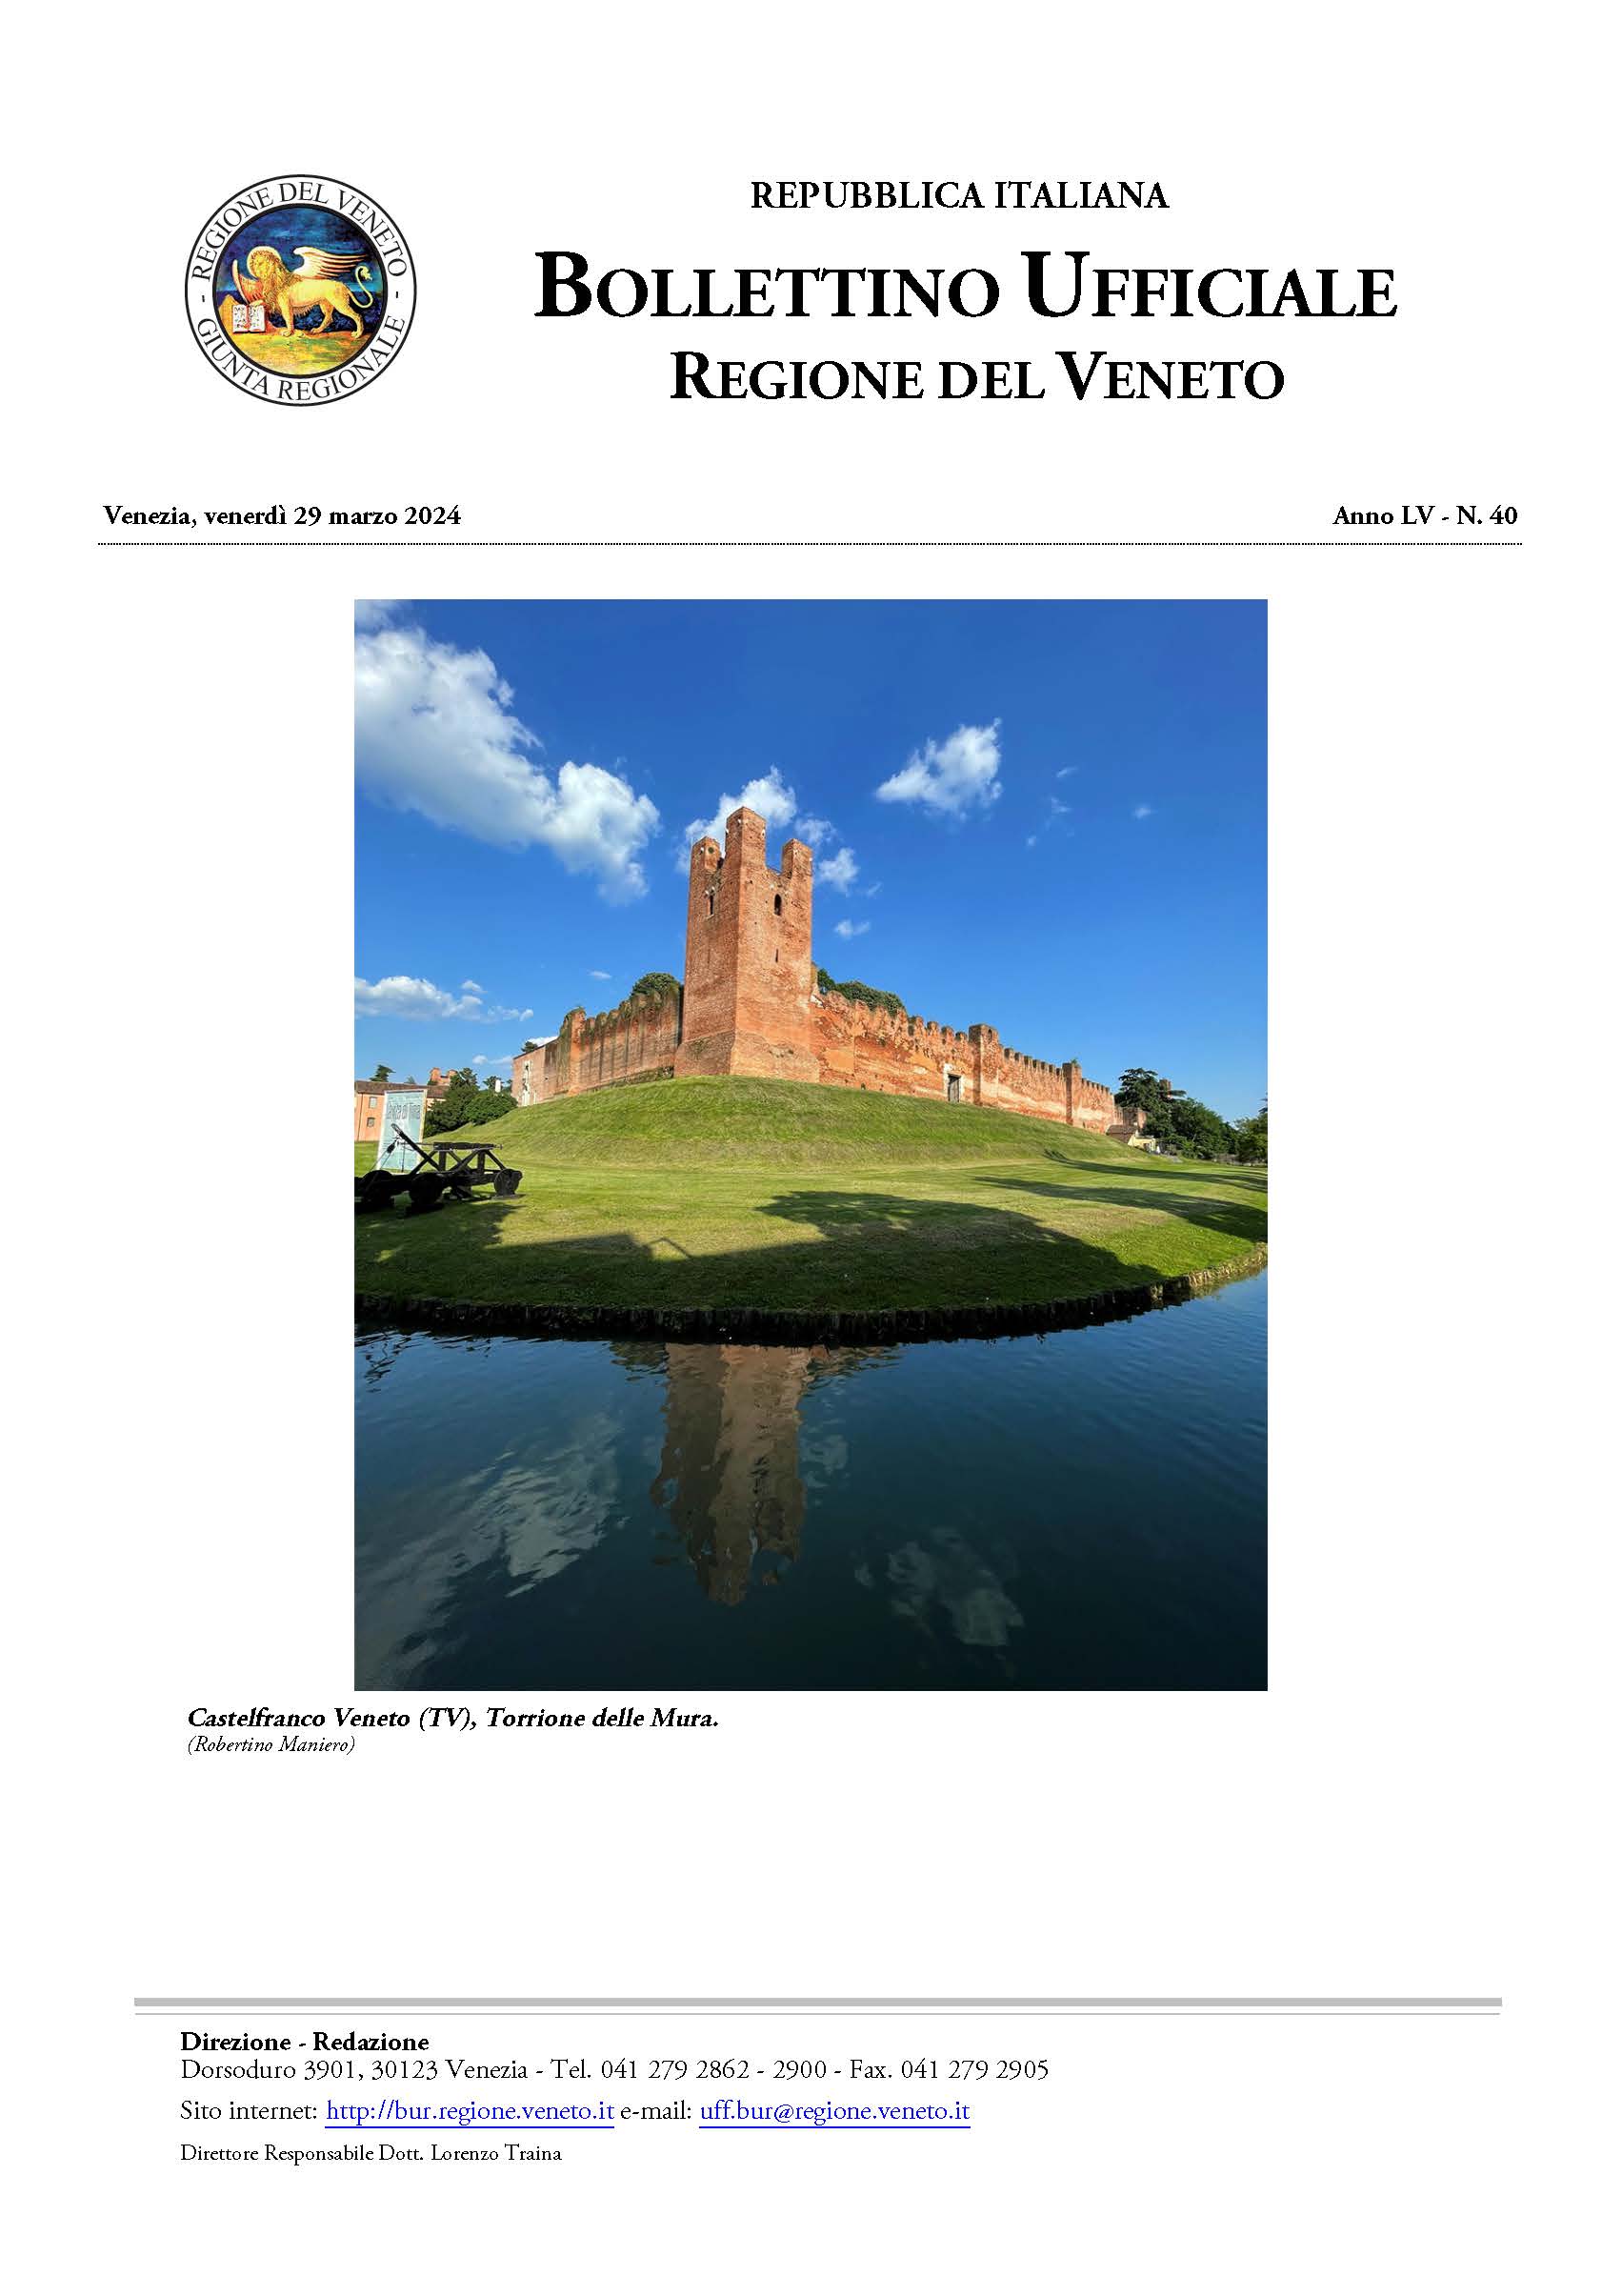 REGIONE DEL VENETO
GIUNTA REGIONALE
REPUBBLICA ITALIANA
BOLLETTINO UFFICIALE
REGIONE DEL VENETO
Venezia, venerdì 29 marzo 2024
Anno LV - N. 40
Castelfranco Veneto (TV), Torrione delle Mura.
(Robertino Maniero)
Direzione - Redazione
Dorsoduro 3901, 30123 Venezia - Tel. 041 279 2862 - 2900 - Fax. 041 279 2905
Sito internet: http://bur.regione.veneto.it e-mail: uff.bur@regione.veneto.it
Direttore Responsabile Dott. Lorenzo Traina